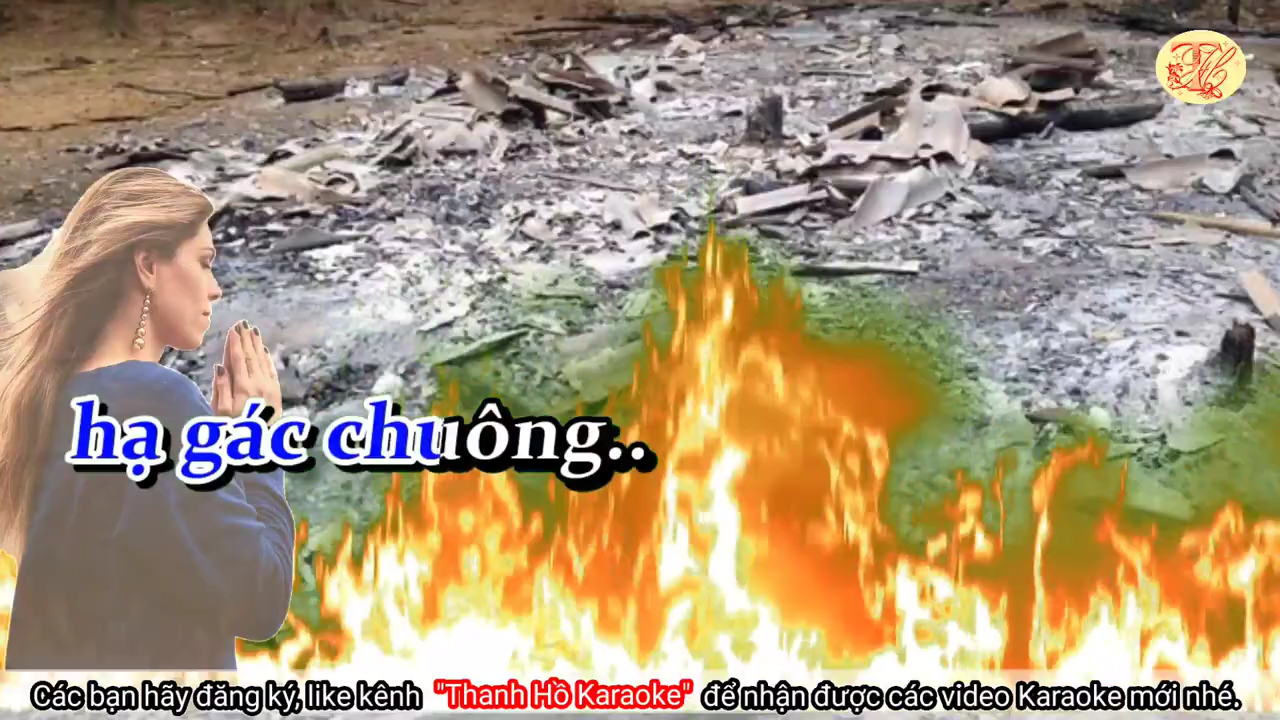 hạ gác chuông..
Các bạn hãy đăng ký, like kênh "Thanh Hồ Karaoke" để nhận được các video Karaoke mới nhé.